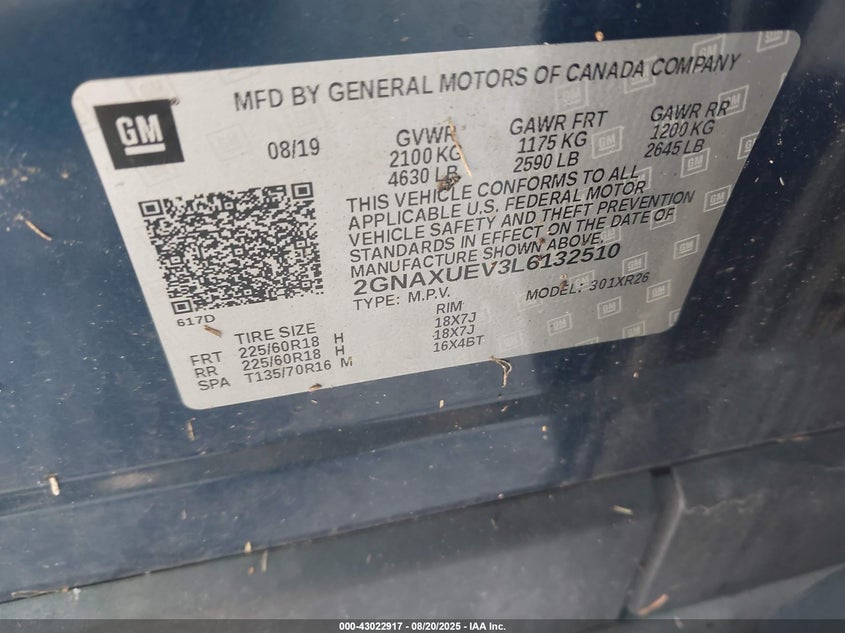 MFD BY GENERAL MOTORS OF CANADA COMPANY
GM
08/19
GVWR
2100 KG
4630 LB
GAWR FRT
1175 KG
2590 LB
GAWR RR
1200 KG
2645 LB
THIS VEHICLE CONFORMS TO ALL
APPLICABLE U.S. FEDERAL MOTOR
VEHICLE SAFETY AND THEFT PREVENTION
STANDARDS IN EFFECT ON THE DATE OF
MANUFACTURE SHOWN ABOVE.
2GNAXUEV3L6132510
TYPE: M.P.V.
MODEL: 301XR26
617D
TIRE SIZE
RIM
FRT 225/60R18 H 18X7J
RR 225/60R18 H 18X7J
SPA T135/70R16 M 16X4BT
000-43022917 - 08/20/2025 - IAA Inc.